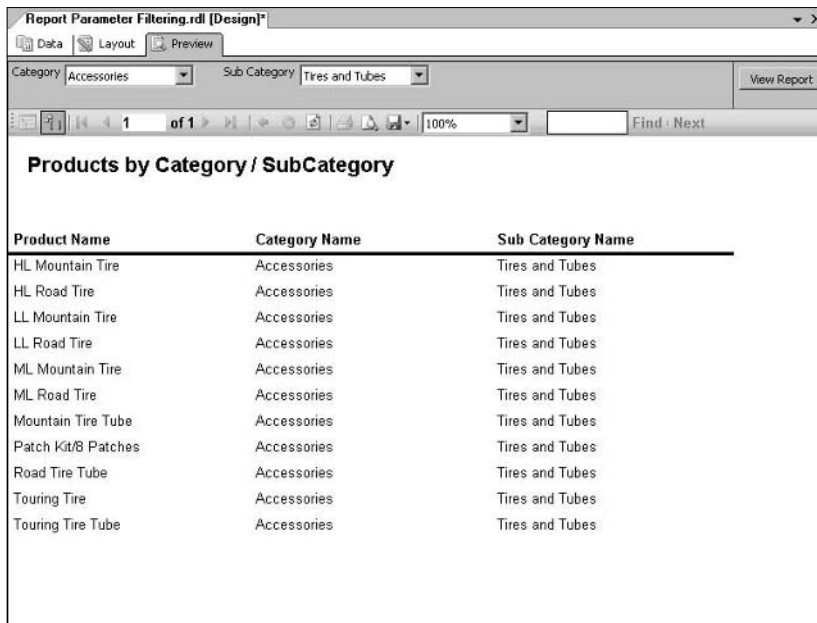 Report Parameter Filtering.rdl [Design]*
Data Layout Preview
Category Accessories Sub Category Tires and Tubes View Report
1 of 1 100% Find Next
Products by Category / SubCategory
Product Name Category Name Sub Category Name
HL Mountain Tire Accessories Tires and Tubes
HL Road Tire Accessories Tires and Tubes
LL Mountain Tire Accessories Tires and Tubes
LL Road Tire Accessories Tires and Tubes
ML Mountain Tire Accessories Tires and Tubes
ML Road Tire Accessories Tires and Tubes
Mountain Tire Tube Accessories Tires and Tubes
Patch Kit/8 Patches Accessories Tires and Tubes
Road Tire Tube Accessories Tires and Tubes
Touring Tire Accessories Tires and Tubes
Touring Tire Tube Accessories Tires and Tubes